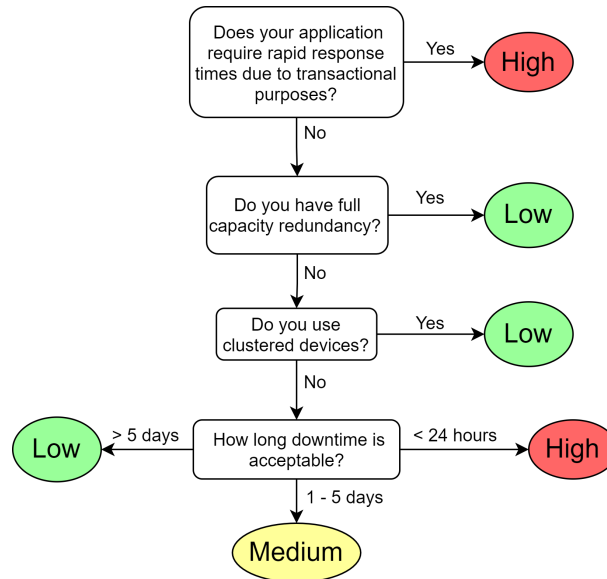 Does your application
require rapid response
times due to transactional
purposes?
Yes
High
No
Do you have full
capacity redundancy?
Yes
Low
No
Do you use
clustered devices?
Yes
Low
No
Low
> 5 days
How long downtime is
acceptable?
< 24 hours
High
1 - 5 days
Medium